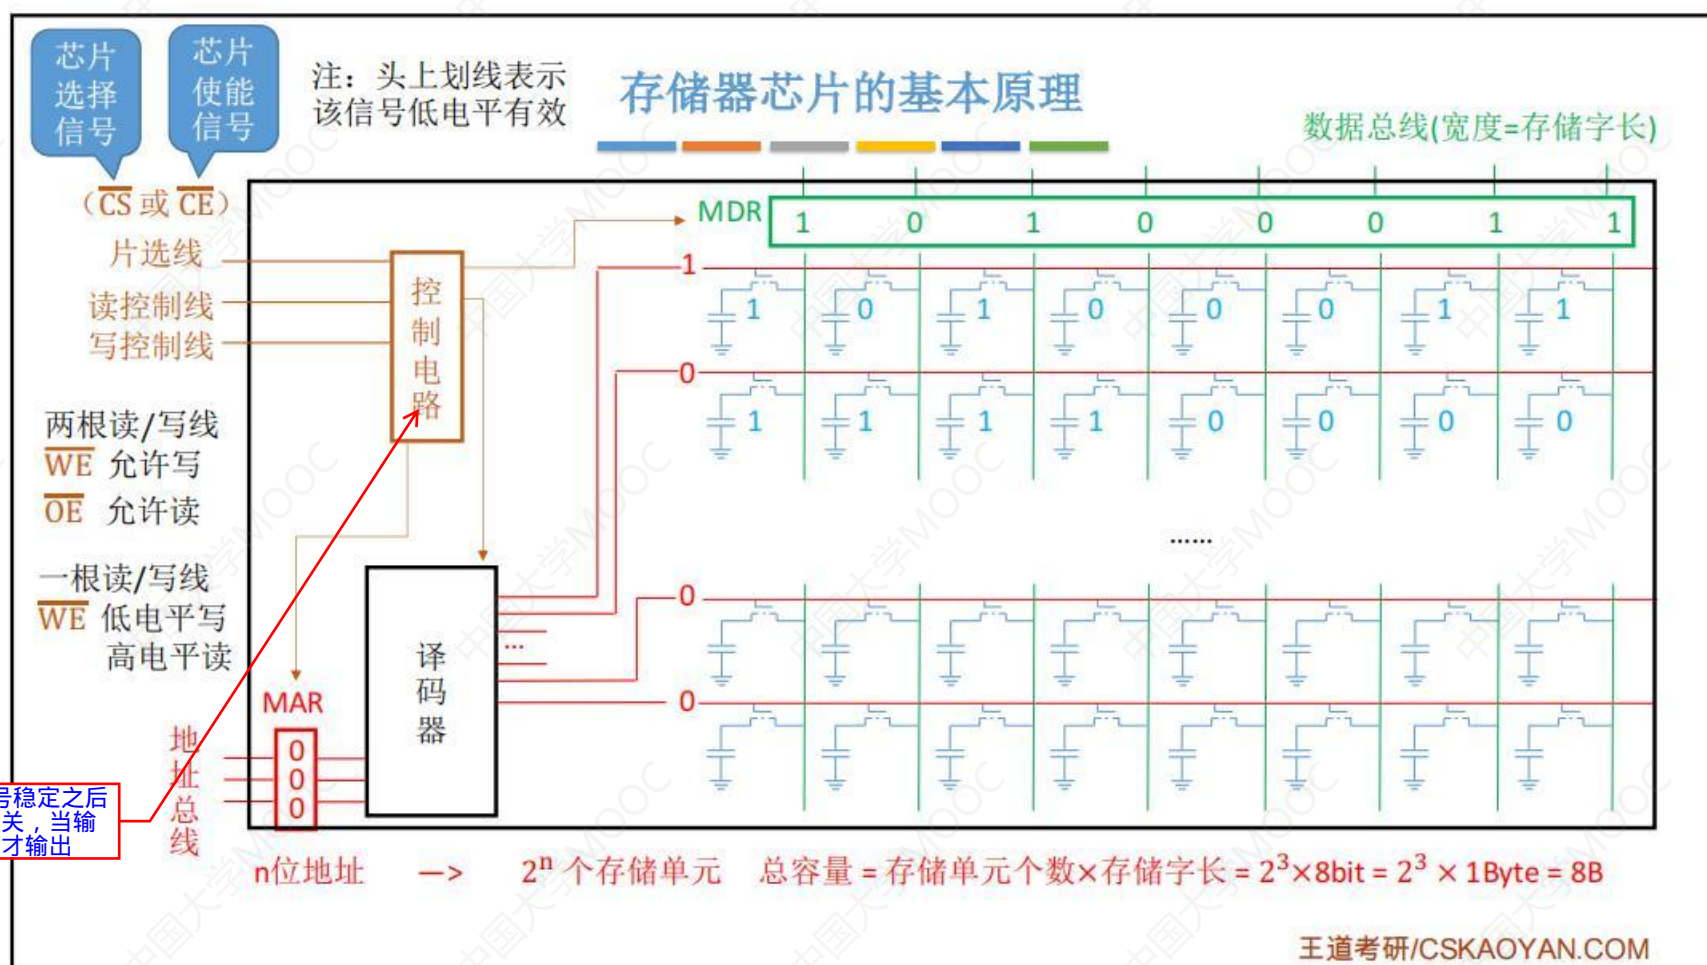 芯片
选择
信号
芯片
使能
信号
注：头上划线表示
该信号低电平有效
存储器芯片的基本原理
数据总线(宽度=存储字长)
（CS 或 CE）
片选线
读控制线
写控制线
控
制
电
路
MDR
1 0 1 0 0 0 1 1
1
1 0 1 0 0 0 1 1
0
1 1 1 1 0 0 0 0
两根读/写线
WE 允许写
OE 允许读
一根读/写线
WE 低电平写
高电平读
......
0
0
...
译
码
器
MAR
0
0
0
地
址
总
线
号稳定之后
关，当输
才输出
n位地址 —> 2ⁿ 个存储单元 总容量 = 存储单元个数×存储字长 = 2³×8bit = 2³ × 1Byte = 8B
王道考研/CSKAOYAN.COM
中国大学MOOC